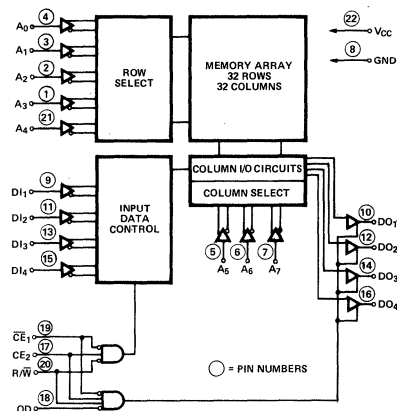 ④
A₀
③
A₁
②
A₂
①
A₃
㉑
A₄
ROW
SELECT
MEMORY ARRAY
32 ROWS
32 COLUMNS
㉒
VCC
⑧
GND
⑨
DI₁
⑪
DI₂
⑬
DI₃
⑮
DI₄
INPUT
DATA
CONTROL
COLUMN I/O CIRCUITS
COLUMN SELECT
⑤
⑥
⑦
A₅
A₆
A₇
⑩
DO₁
⑫
DO₂
⑭
DO₃
⑯
DO₄
⑲
C̅E̅₁
⑰
CE₂
⑳
R/W̅
⑱
OD
○ = PIN NUMBERS